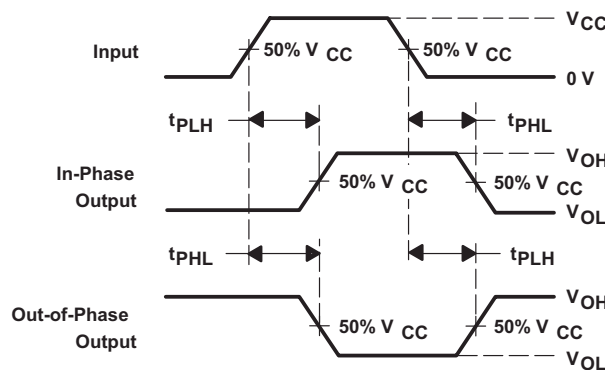 VCC
Input
50% VCC
50% VCC
0 V
tPLH
tPHL
VOH
In-Phase
Output
50% VCC
50% VCC
VOL
tPHL
tPLH
VOH
Out-of-Phase
Output
50% VCC
50% VCC
VOL